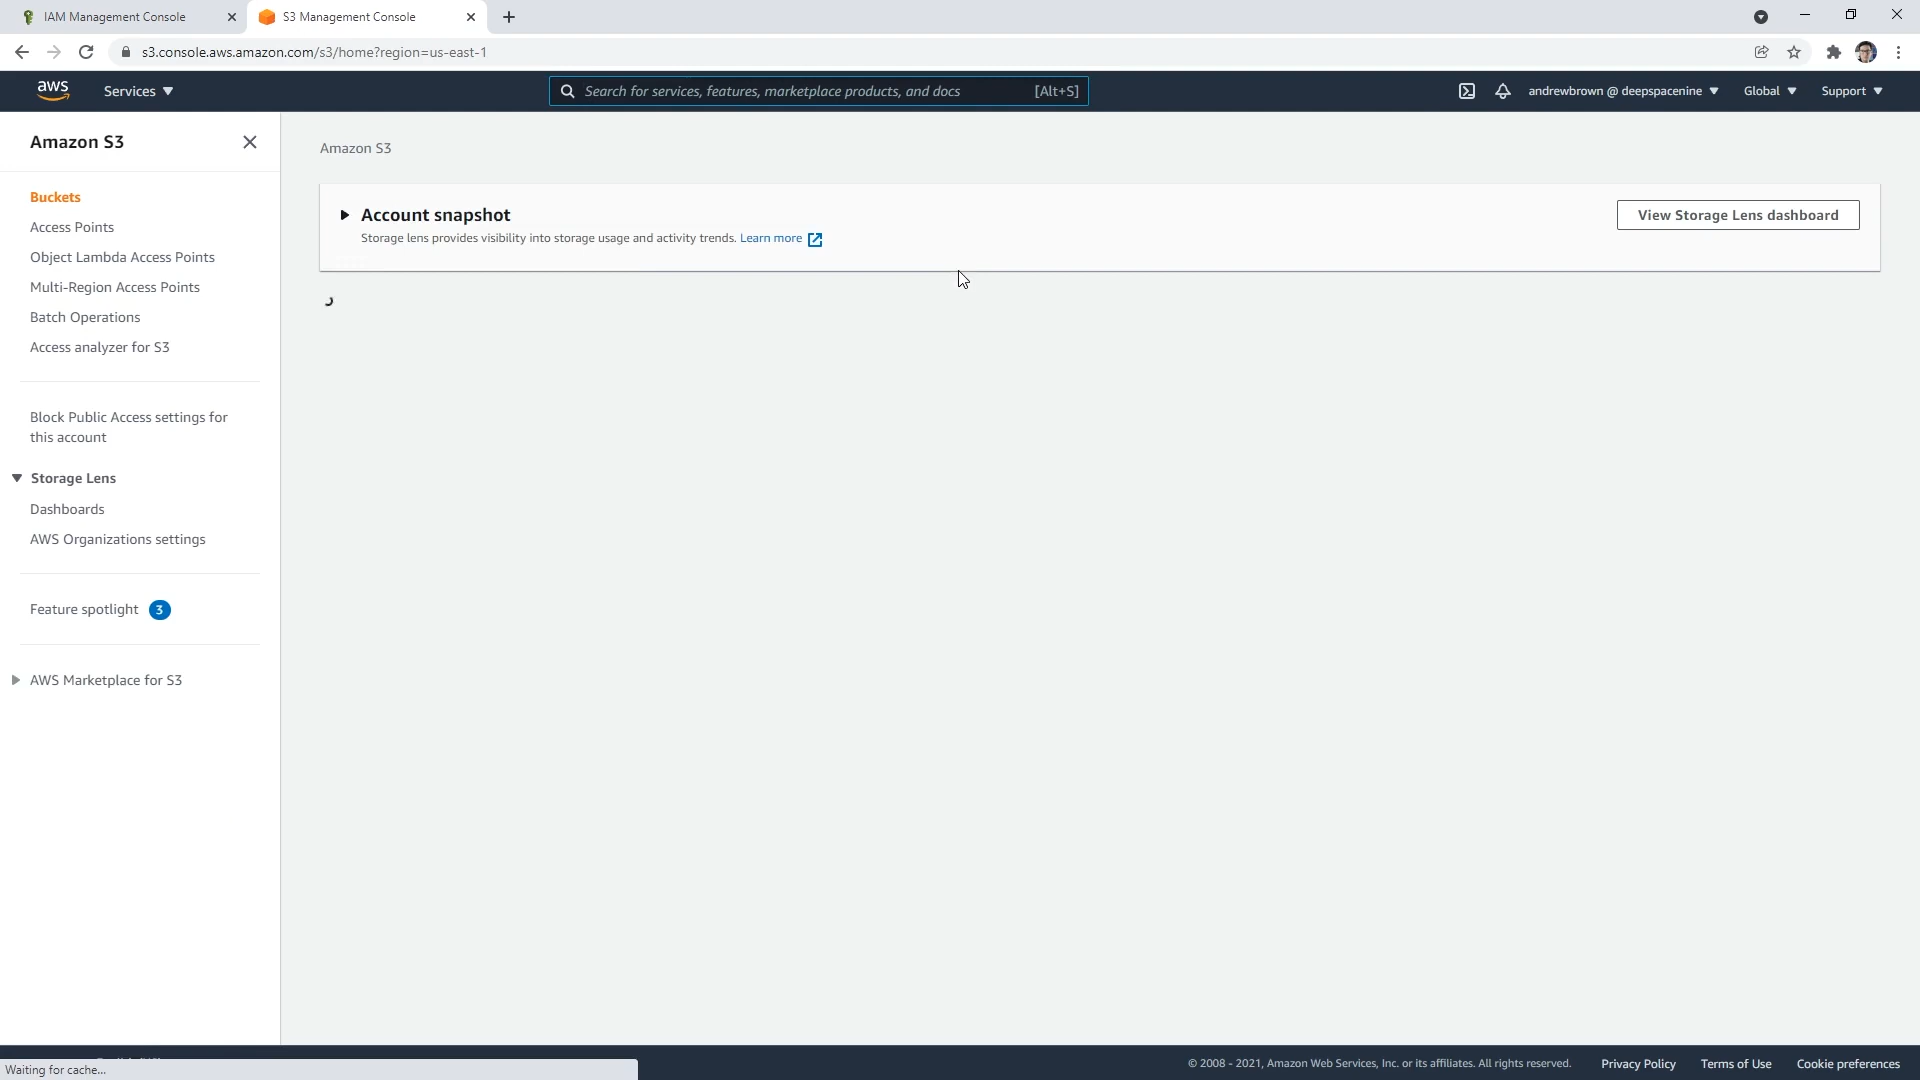 IAM Management Console
S3 Management Console
s3.console.aws.amazon.com/s3/home?region=us-east-1
aws
Services
Search for services, features, marketplace products, and docs
[Alt+S]
andrewbrown @ deepspacenine
Global
Support
Amazon S3
Buckets
Access Points
Object Lambda Access Points
Multi-Region Access Points
Batch Operations
Access analyzer for S3
Block Public Access settings for
this account
Storage Lens
Dashboards
AWS Organizations settings
Feature spotlight 3
AWS Marketplace for S3
Amazon S3
Account snapshot
Storage lens provides visibility into storage usage and activity trends. Learn more
View Storage Lens dashboard
Waiting for cache...
© 2008 - 2021, Amazon Web Services, Inc. or its affiliates. All rights reserved.
Privacy Policy
Terms of Use
Cookie preferences